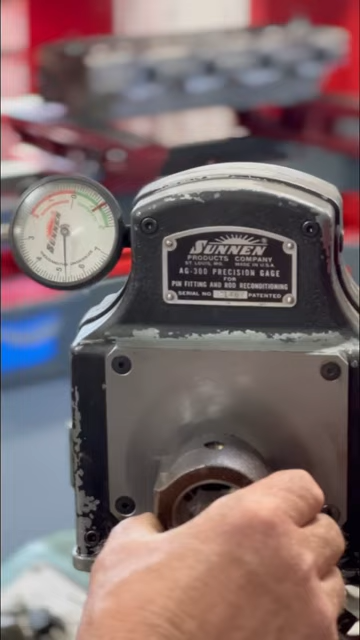 SUNNEN
SUNNEN
PRODUCTS COMPANY
ST. LOUIS, MO. MADE IN U.S.A.
AG-300 PRECISION GAGE
FOR
PIN FITTING AND ROD RECONDITIONING
SERIAL NO. PATENTED